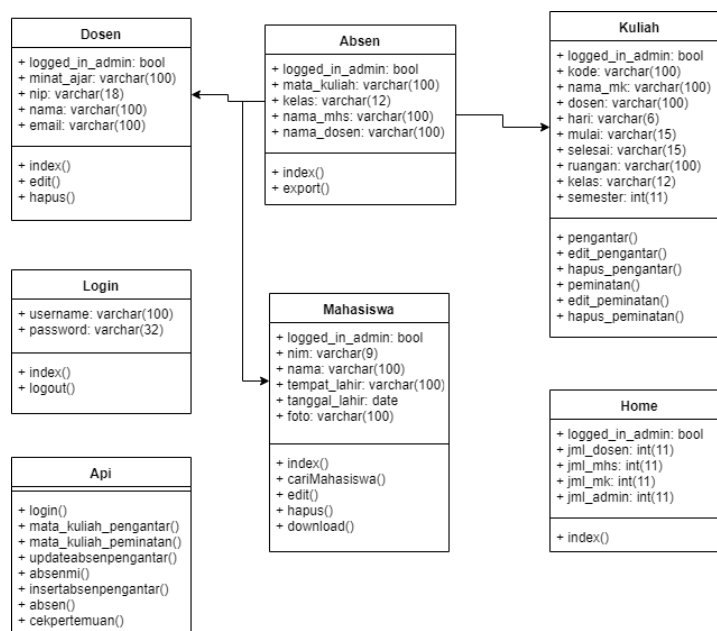 Dosen
+ logged_in_admin: bool
+ minat_ajar: varchar(100)
+ nip: varchar(18)
+ nama: varchar(100)
+ email: varchar(100)
+ index()
+ edit()
+ hapus()
Absen
+ logged_in_admin: bool
+ mata_kuliah: varchar(100)
+ kelas: varchar(12)
+ nama_mhs: varchar(100)
+ nama_dosen: varchar(100)
+ index()
+ export()
Kuliah
+ logged_in_admin: bool
+ kode: varchar(100)
+ nama_mk: varchar(100)
+ dosen: varchar(100)
+ hari: varchar(6)
+ mulai: varchar(15)
+ selesai: varchar(15)
+ ruangan: varchar(100)
+ kelas: varchar(12)
+ semester: int(11)
+ pengantar()
+ edit_pengantar()
+ hapus_pengantar()
+ peminatan()
+ edit_peminatan()
+ hapus_peminatan()
Login
+ username: varchar(100)
+ password: varchar(32)
+ index()
+ logout()
Mahasiswa
+ logged_in_admin: bool
+ nim: varchar(9)
+ nama: varchar(100)
+ tempat_lahir: varchar(100)
+ tanggal_lahir: date
+ foto: varchar(100)
+ index()
+ cariMahasiswa()
+ edit()
+ hapus()
+ download()
Home
+ logged_in_admin: bool
+ jml_dosen: int(11)
+ jml_mhs: int(11)
+ jml_mk: int(11)
+ jml_admin: int(11)
+ index()
Api
+ login()
+ mata_kuliah_pengantar()
+ mata_kuliah_peminatan()
+ updateabsenpengantar()
+ absenmi()
+ insertabsenpengantar()
+ absen()
+ cekpertemuan()